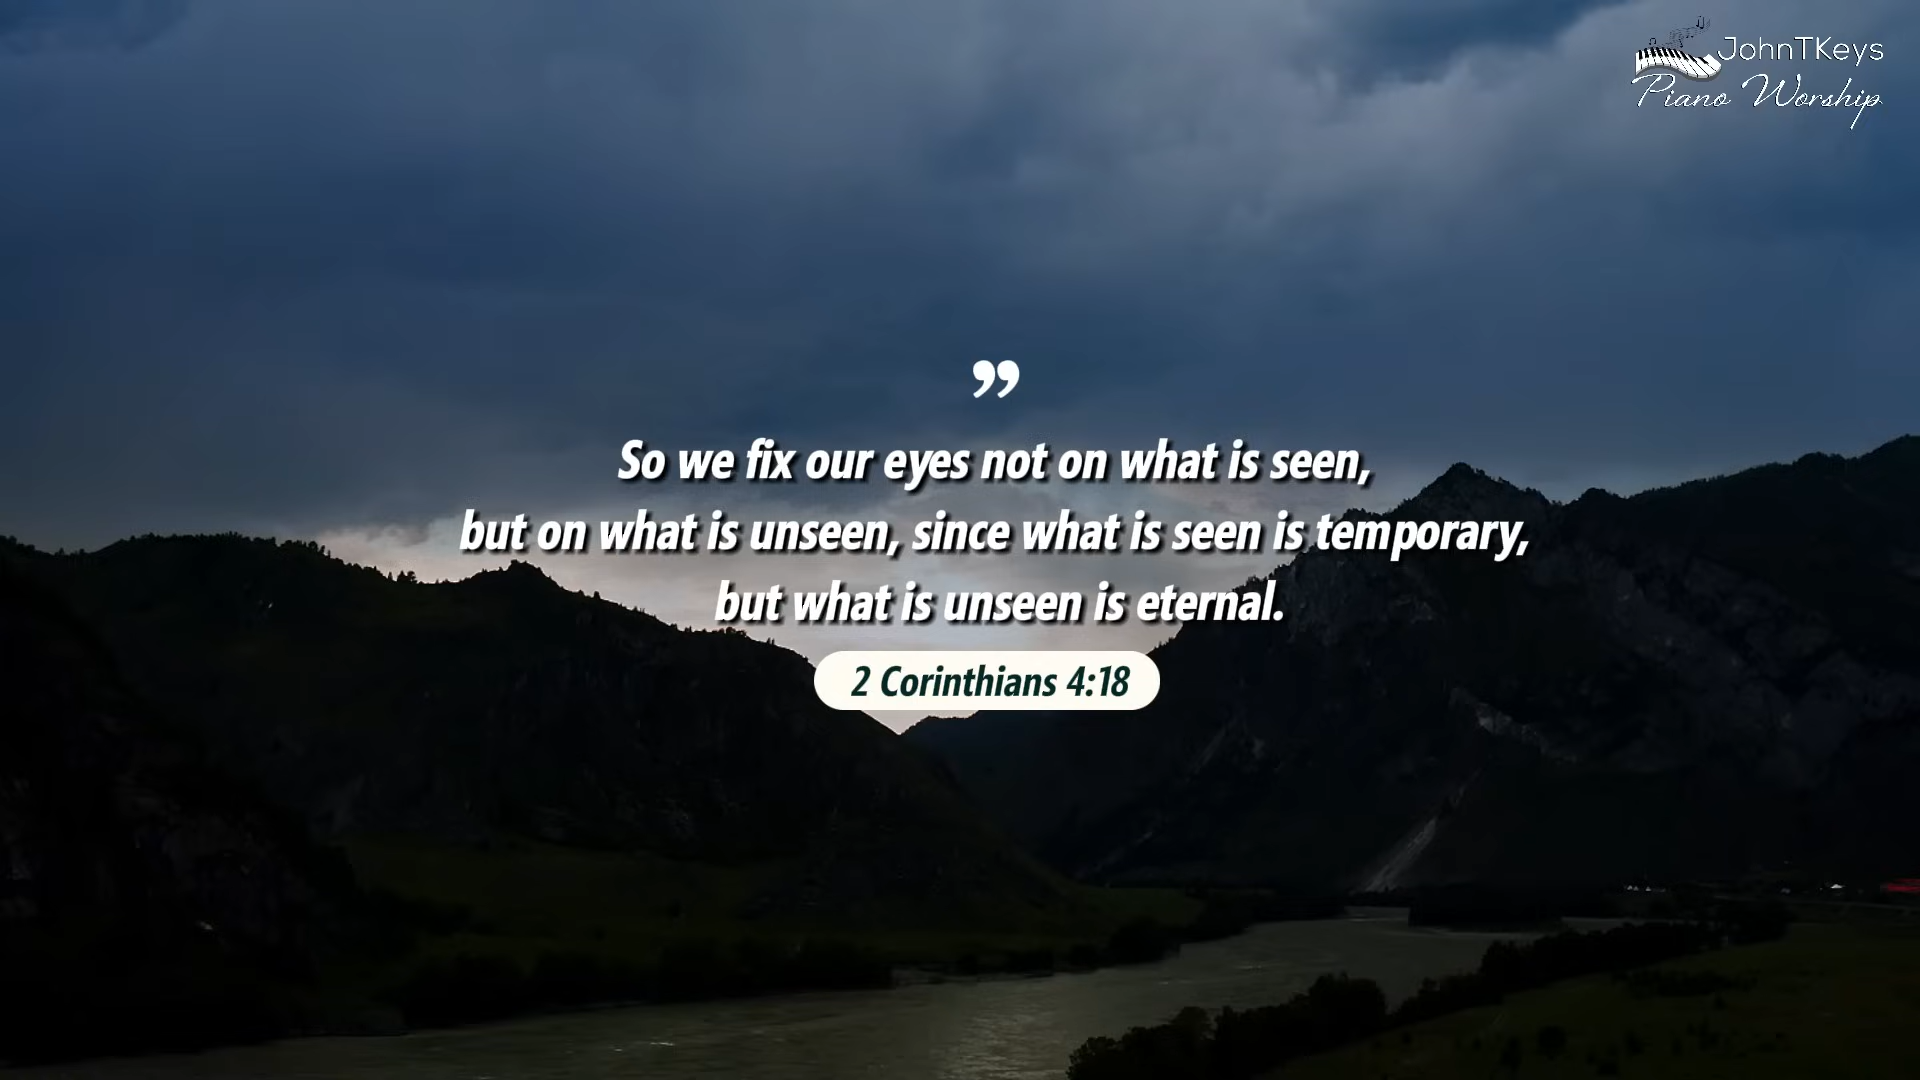 JohnTKeys
Piano Worship
”
So we fix our eyes not on what is seen,
but on what is unseen, since what is seen is temporary,
but what is unseen is eternal.
2 Corinthians 4:18